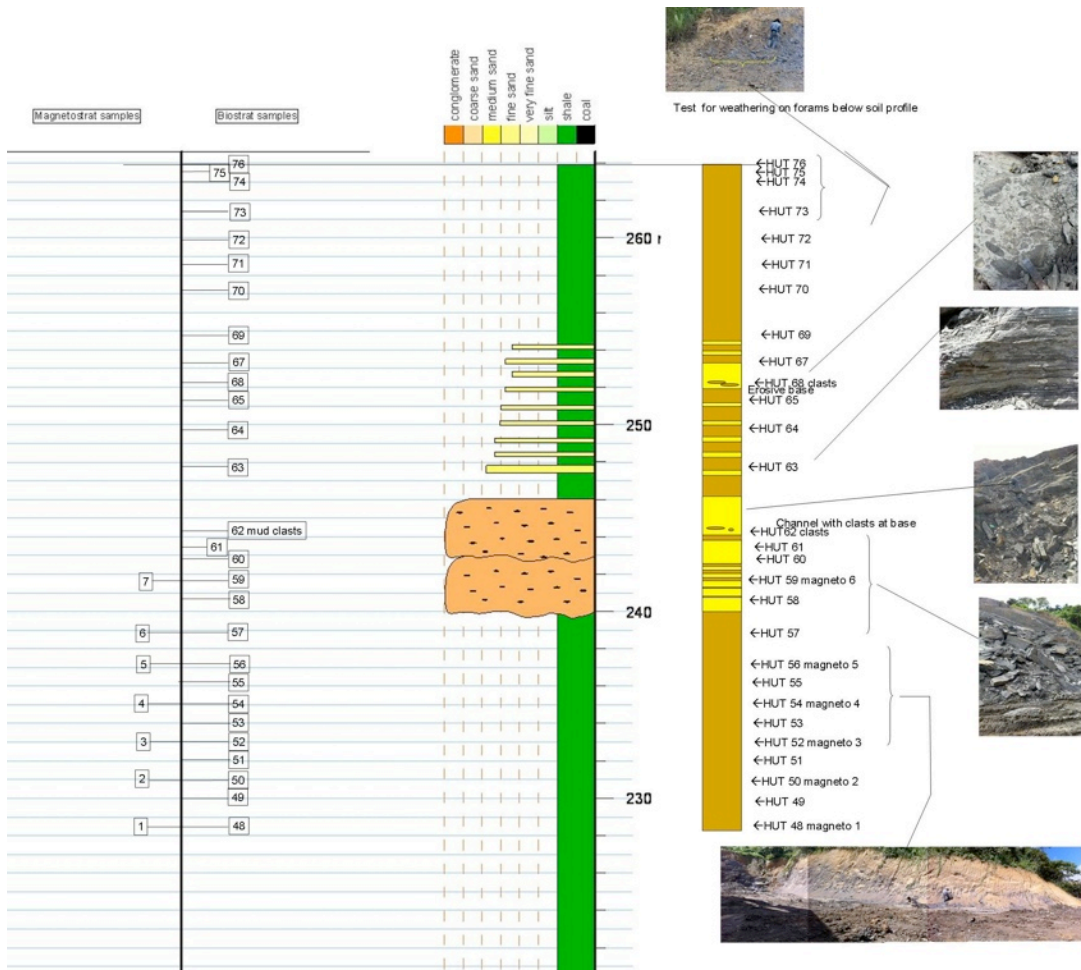 Test for weathering on forams below soil profile
Magnetostrat samples
Biostrat samples
conglomerate
coarse sand
medium sand
fine sand
very fine sand
silt
shale
coal
76
75
74
73
72
71
70
69
67
68
65
64
63
62 mud clasts
61
60
59
58
57
56
55
54
53
52
51
50
49
48
7
6
5
4
3
2
1
260
250
240
230
←HUT 76
←HUT 75
←HUT 74
←HUT 73
←HUT 72
←HUT 71
←HUT 70
←HUT 69
←HUT 67
←HUT 68 clasts
Erosive base
←HUT 65
←HUT 64
←HUT 63
Channel with clasts at base
←HUT62 clasts
←HUT 61
←HUT 60
←HUT 59 magneto 6
←HUT 58
←HUT 57
←HUT 56 magneto 5
←HUT 55
←HUT 54 magneto 4
←HUT 53
←HUT 52 magneto 3
←HUT 51
←HUT 50 magneto 2
←HUT 49
←HUT 48 magneto 1